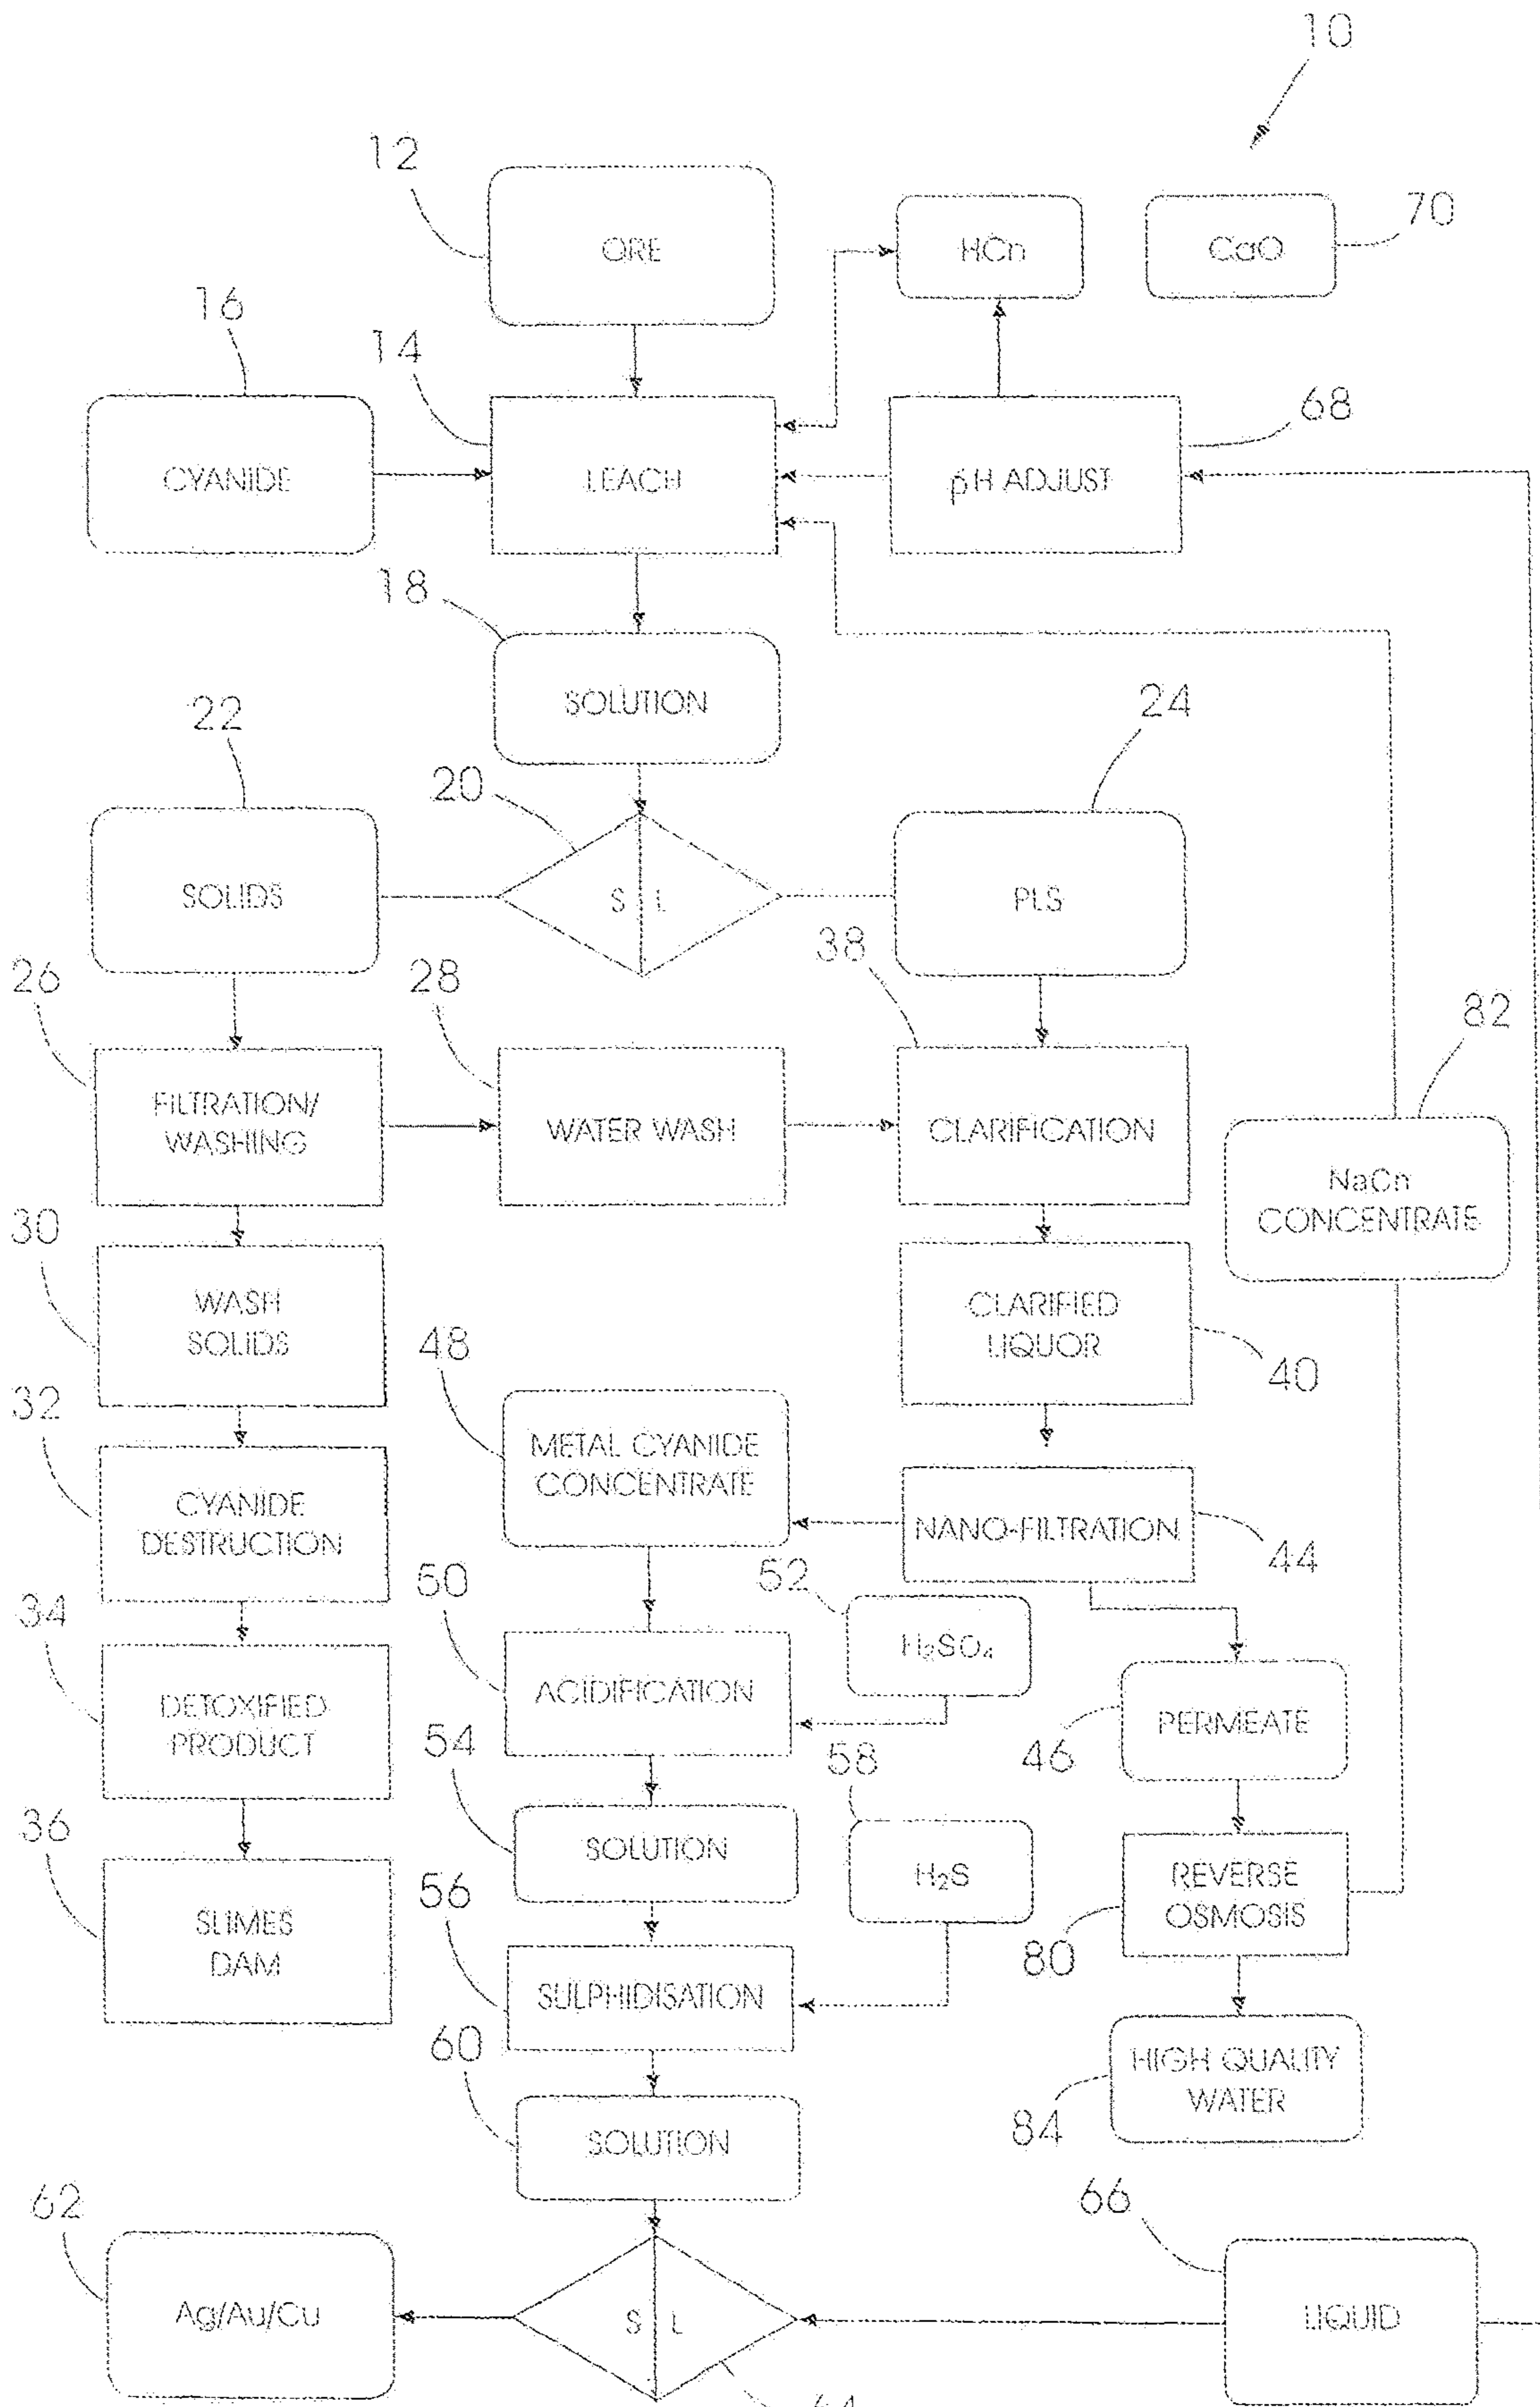 10
12
ORE
HCn
CaO
70
16
14
CYANIDE
LEACH
pH ADJUST
68
18
SOLUTION
22
20
24
SOLIDS
S L
PLS
26
28
38
82
FILTRATION/
WASHING
WATER WASH
CLARIFICATION
NaCn
CONCENTRATE
30
WASH
SOLIDS
CLARIFIED
LIQUOR
40
48
32
METAL CYANIDE
CONCENTRATE
CYANIDE
DESTRUCTION
NANO-FILTRATION
44
50
52
34
H₂SO₄
DETOXIFIED
PRODUCT
ACIDIFICATION
PERMEATE
46
54
58
36
SOLUTION
H₂S
REVERSE
OSMOSIS
80
56
SLIMES
DAM
SULPHIDISATION
60
HIGH QUALITY
WATER
84
SOLUTION
62
66
Ag/Au/Cu
S L
LIQUID
64